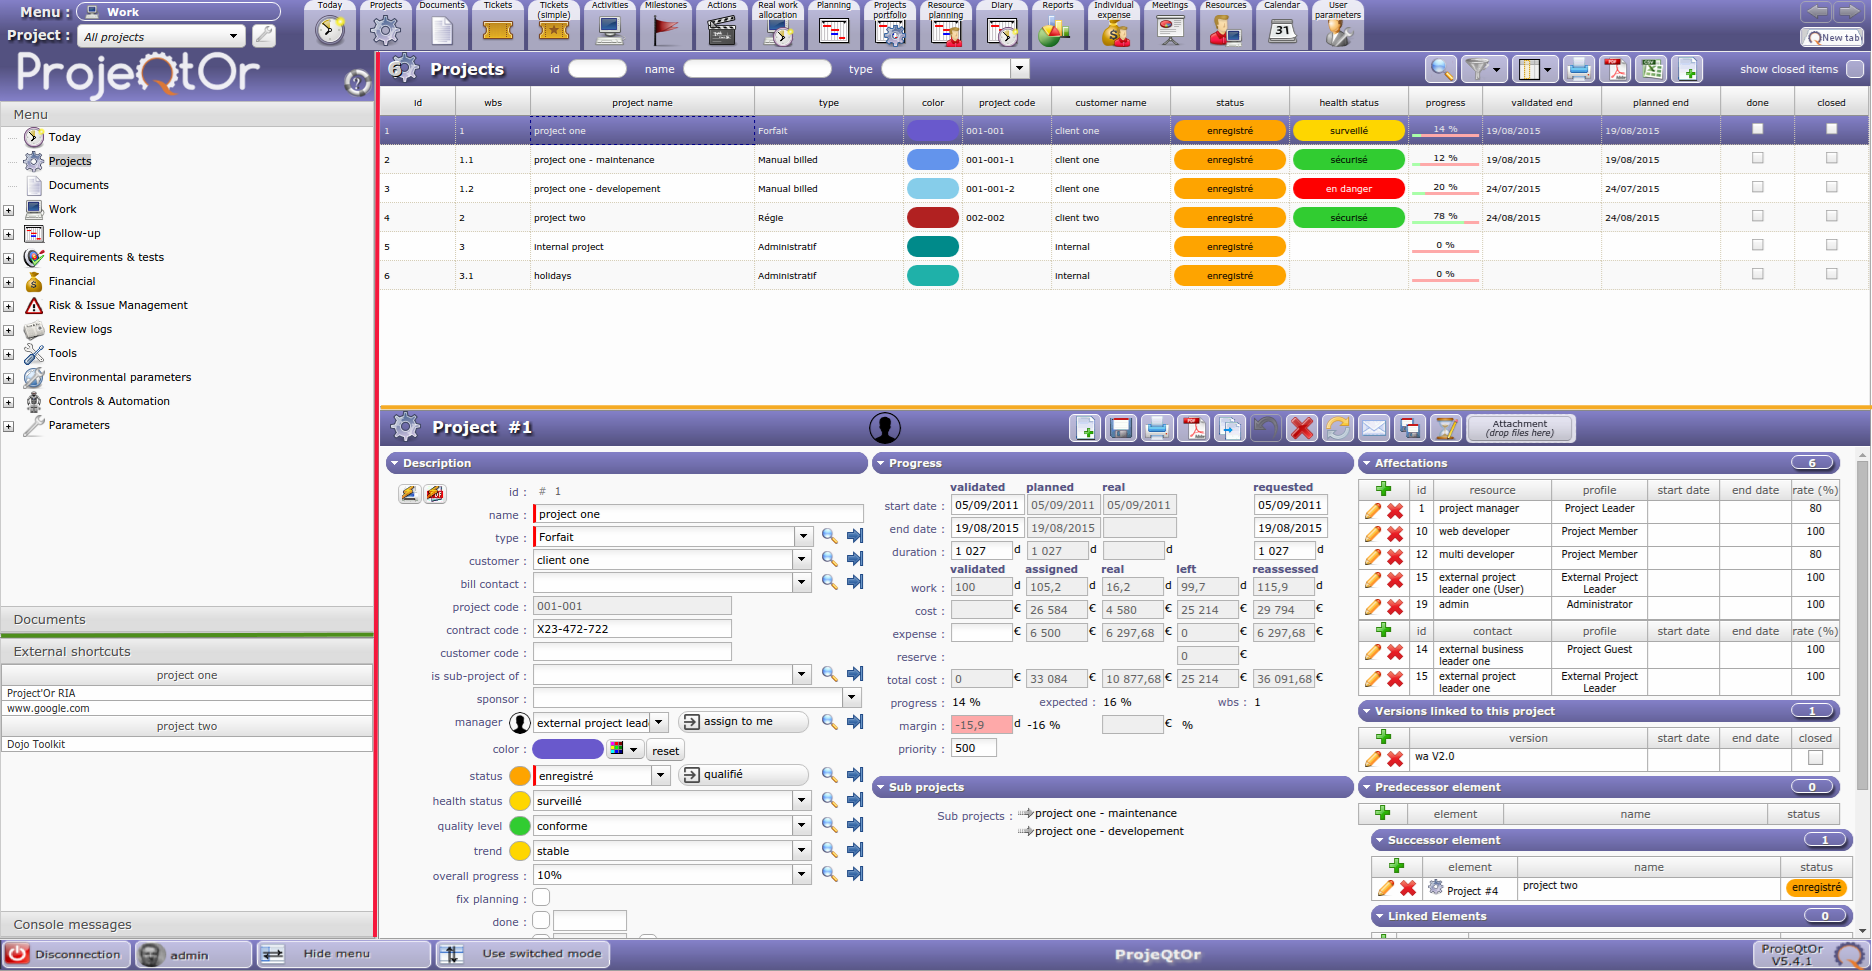 Menu : Work
Project : All projects
ProjeQtOr
Today Projects Documents Tickets Tickets (simple) Activities Milestones Actions Real work allocation Planning Projects portfolio Resource planning Diary Reports Individual expense Meetings Resources Calendar User parameters
31
New tab
6 Projects id name type show closed items
Id wbs project name type color project code customer name status health status progress validated end planned end done closed
1 1 project one Forfait 001-001 client one enregistré surveillé 14 % 19/08/2015 19/08/2015
2 1.1 project one - maintenance Manual billed 001-001-1 client one enregistré sécurisé 12 % 19/08/2015 19/08/2015
3 1.2 project one - developement Manual billed 001-001-2 client one enregistré en danger 20 % 24/07/2015 24/07/2015
4 2 project two Régie 002-002 client two enregistré sécurisé 78 % 24/08/2015 24/08/2015
5 3 internal project Administratif internal enregistré 0 %
6 3.1 holidays Administratif internal enregistré 0 %
Menu
Today
Projects
Documents
Work
Follow-up
Requirements & tests
Financial
Risk & Issue Management
Review logs
Tools
Environmental parameters
Controls & Automation
Parameters
Documents
External shortcuts
project one
Project'Or RIA
www.google.com
project two
Dojo Toolkit
Console messages
Project #1
Attachment
(drop files here)
Description
id : # 1
name : project one
type : Forfait
customer : client one
bill contact :
project code : 001-001
contract code : X23-472-722
customer code :
is sub-project of :
sponsor :
manager external project lead assign to me
color : reset
status enregistré qualifié
health status surveillé
quality level conforme
trend stable
overall progress : 10%
fix planning :
done :
Progress
validated planned real requested
start date : 05/09/2011 05/09/2011 05/09/2011 05/09/2011
end date : 19/08/2015 19/08/2015 19/08/2015
duration : 1 027 d 1 027 d d 1 027 d
validated assigned real left reassessed
work : 100 d 105,2 d 16,2 d 99,7 d 115,9 d
cost : € 26 584 € 4 580 € 25 214 € 29 794 €
expense : € 6 500 € 6 297,68 € 0 € 6 297,68 €
reserve : 0 €
total cost : 0 € 33 084 € 10 877,68 € 25 214 € 36 091,68 €
progress : 14 % expected : 16 % wbs : 1
margin : -15,9 d -16 % € %
priority : 500
Sub projects
Sub projects : project one - maintenance
project one - developement
Affectations 6
id resource profile start date end date rate (%)
1 project manager Project Leader 80
10 web developer Project Member 100
12 multi developer Project Member 80
15 external project leader one (User) External Project Leader 100
19 admin Administrator 100
id contact profile start date end date rate (%)
14 external business leader one Project Guest 100
15 external project leader one External Project Leader 100
Versions linked to this project 1
version start date end date closed
wa V2.0
Predecessor element 0
element name status
Successor element 1
element name status
Project #4 project two enregistré
Linked Elements 0
Disconnection admin Hide menu Use switched mode ProjeQtOr ProjeQtOr
V5.4.1